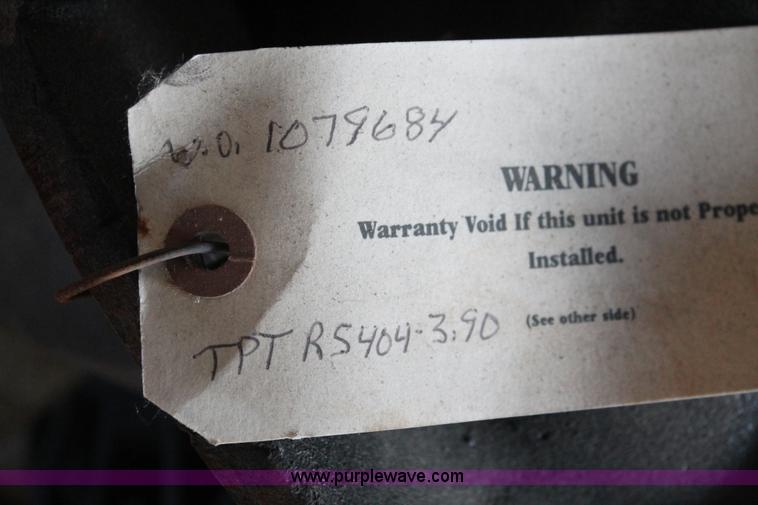 W.O. 1079684
WARNING
Warranty Void If this unit is not Prope
Installed.
(See other side)
TPT RS404-3.90
www.purplewave.com